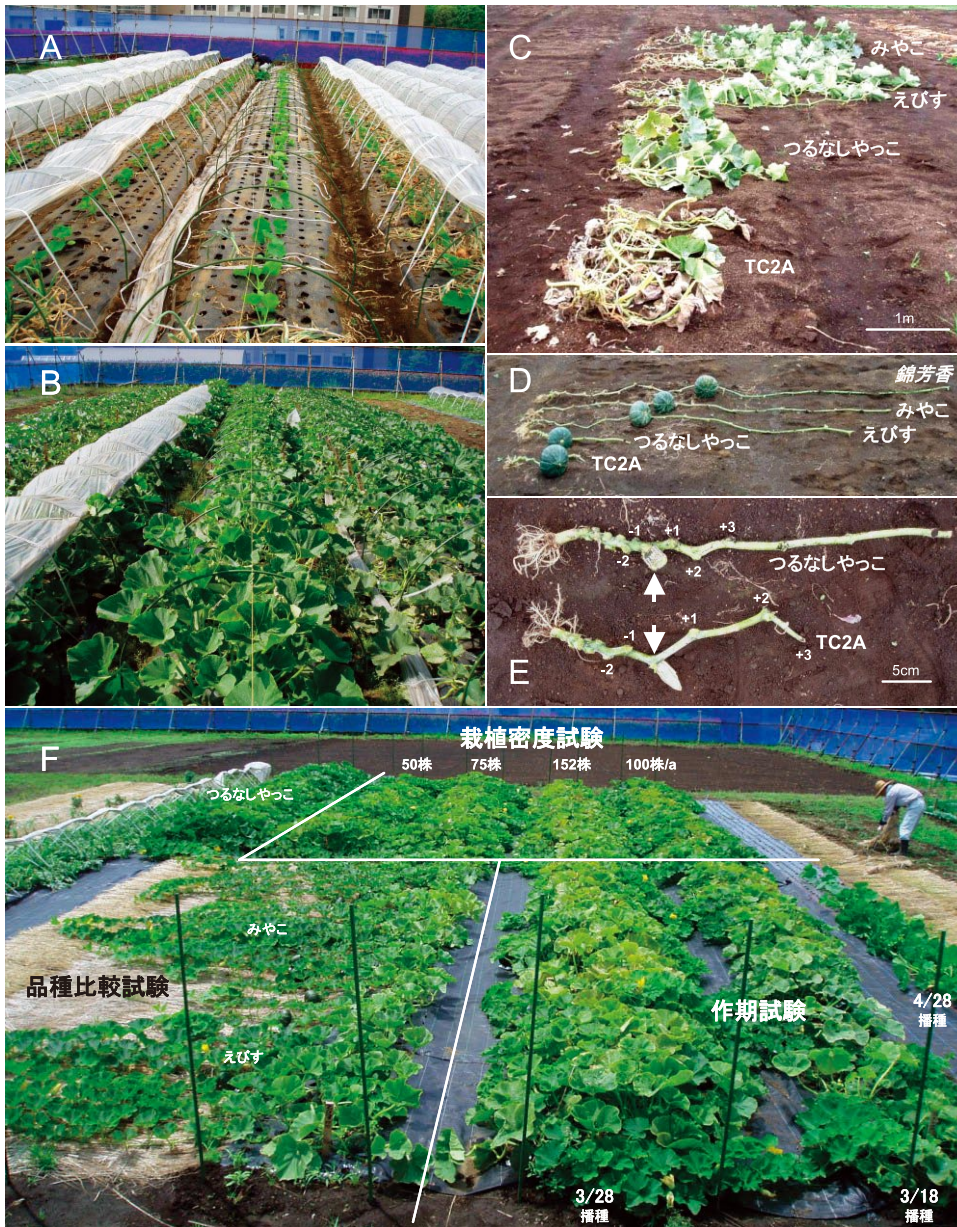 A
B
C
みやこ
えびす
つるなしやっこ
TC2A
1m
D
錦芳香
みやこ
えびす
つるなしやっこ
TC2A
E
-1
+1
+3
-2
+2
つるなしやっこ
+2
-1
+1
-2
+3
TC2A
5cm
F
栽植密度試験
50株 75株 152株 100株/a
つるなしやっこ
みやこ
品種比較試験
えびす
作期試験
4/28
播種
3/28
播種
3/18
播種